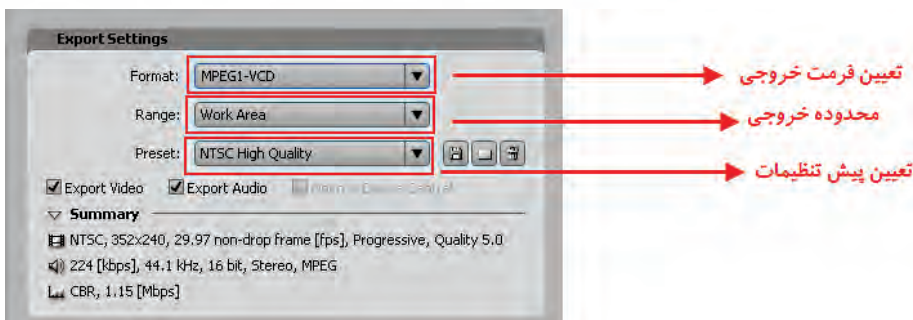 Export Settings
Format: MPEG1-VCD
تعیین فرمت خروجی
Range: Work Area
محدوده خروجی
Preset: NTSC High Quality
تعیین پیش تنظیمات
Export Video Export Audio
Summary
NTSC, 352x240, 29.97 non-drop frame [fps], Progressive, Quality 5.0
224 [kbps], 44.1 kHz, 16 bit, Stereo, MPEG
CBR, 1.15 [Mbps]